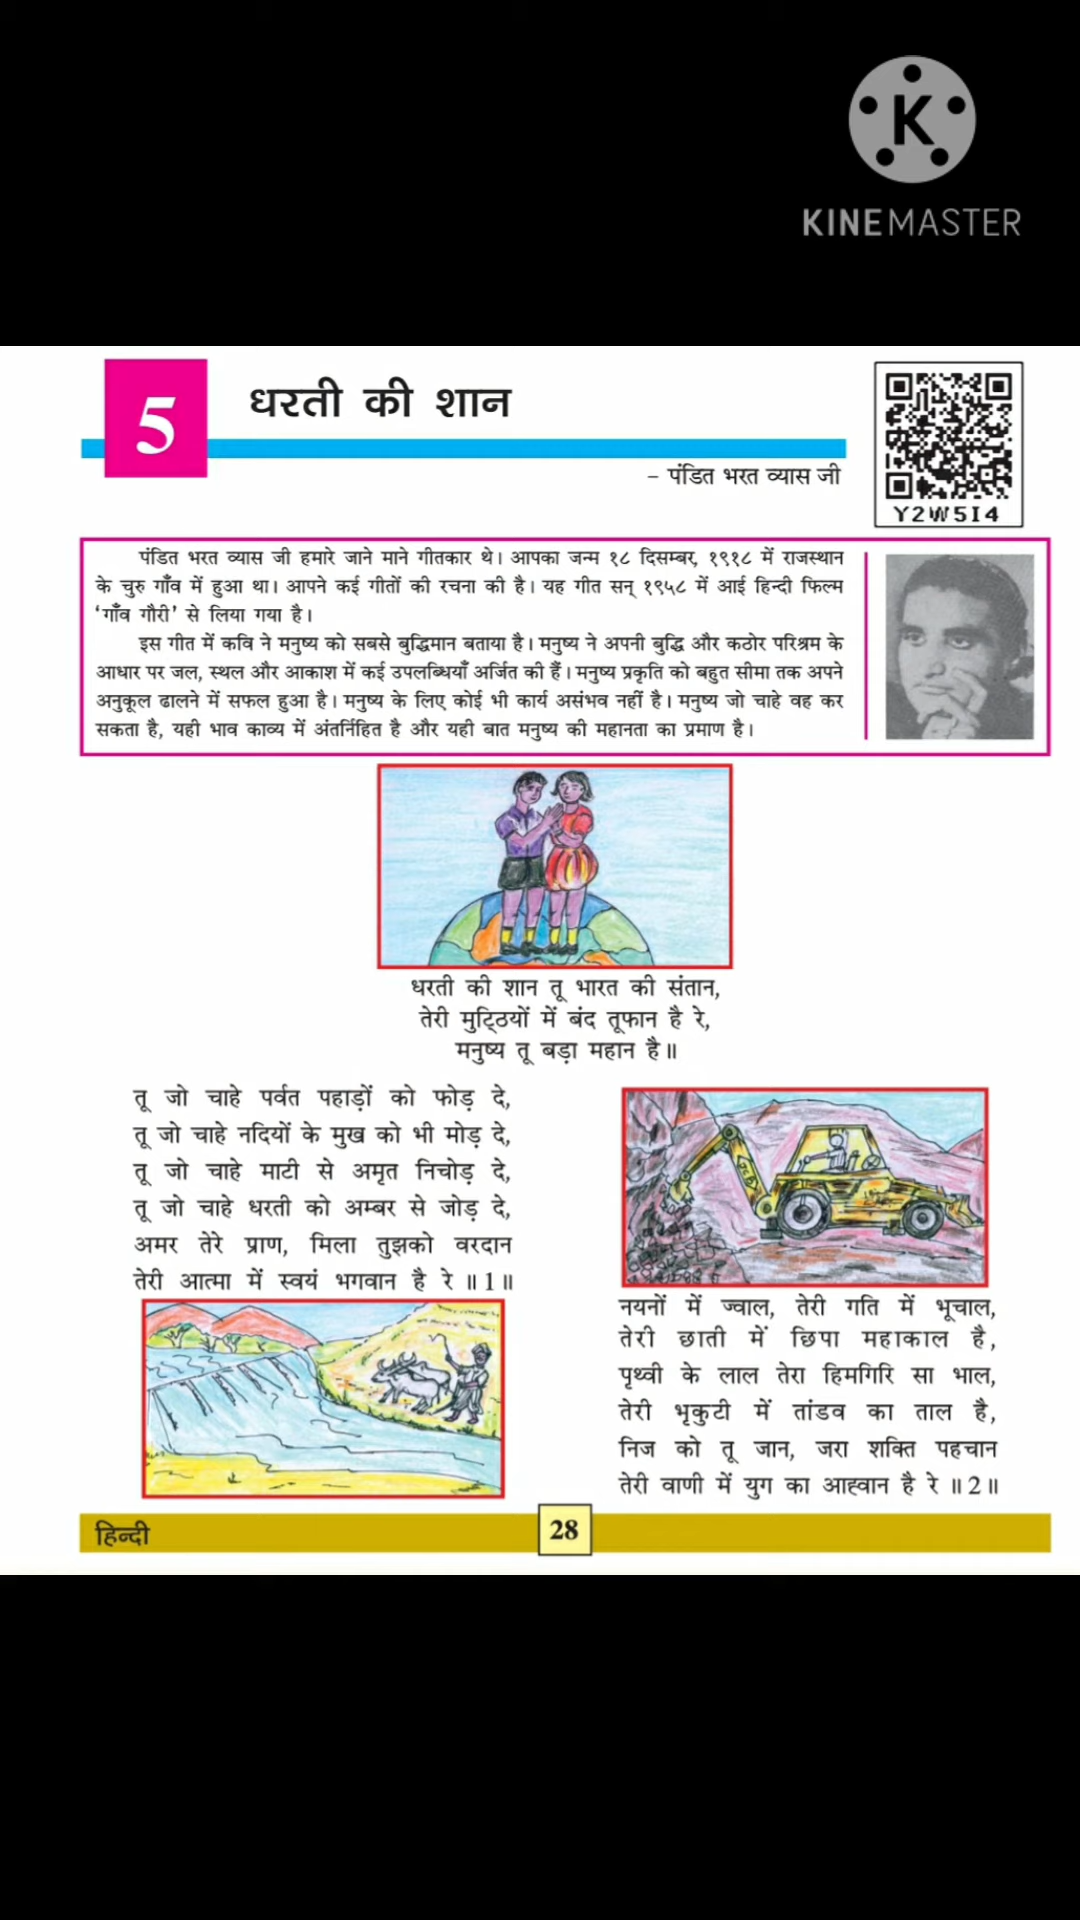 K
KINEMASTER
5
धरती की शान
Y2W5I4
– पंडित भरत व्यास जी
पंडित भरत व्यास जी हमारे जाने माने गीतकार थे। आपका जन्म १८ दिसम्बर, १९१८ में राजस्थान
के चुरु गाँव में हुआ था। आपने कई गीतों की रचना की है। यह गीत सन् १९५८ में आई हिन्दी फिल्म
‘गाँव गौरी’ से लिया गया है।
इस गीत में कवि ने मनुष्य को सबसे बुद्धिमान बताया है। मनुष्य ने अपनी बुद्धि और कठोर परिश्रम के
आधार पर जल, स्थल और आकाश में कई उपलब्धियाँ अर्जित की हैं। मनुष्य प्रकृति को बहुत सीमा तक अपने
अनुकूल ढालने में सफल हुआ है। मनुष्य के लिए कोई भी कार्य असंभव नहीं है। मनुष्य जो चाहे वह कर
सकता है, यही भाव काव्य में अंतर्निहित है और यही बात मनुष्य की महानता का प्रमाण है।
धरती की शान तू भारत की संतान,
तेरी मुट्ठियों में बंद तूफान है रे,
मनुष्य तू बड़ा महान है॥
तू जो चाहे पर्वत पहाड़ों को फोड़ दे,
तू जो चाहे नदियों के मुख को भी मोड़ दे,
तू जो चाहे माटी से अमृत निचोड़ दे,
तू जो चाहे धरती को अम्बर से जोड़ दे,
अमर तेरे प्राण, मिला तुझको वरदान
तेरी आत्मा में स्वयं भगवान है रे ॥1॥
नयनों में ज्वाल, तेरी गति में भूचाल,
तेरी छाती में छिपा महाकाल है,
पृथ्वी के लाल तेरा हिमगिरि सा भाल,
तेरी भृकुटी में तांडव का ताल है,
निज को तू जान, जरा शक्ति पहचान
तेरी वाणी में युग का आह्वान है रे ॥2॥
हिन्दी
28